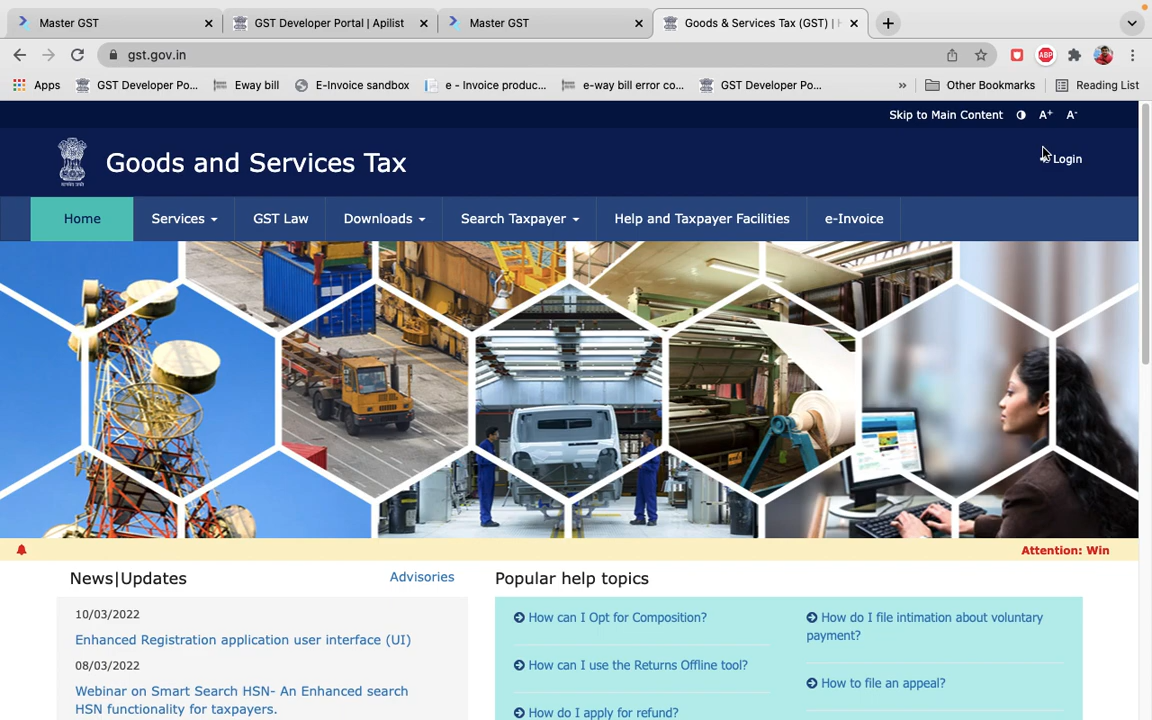 Master GST
GST Developer Portal | Apilist
Master GST
Goods & Services Tax (GST) |
gst.gov.in
Apps
GST Developer Po...
Eway bill
E-Invoice sandbox
e - Invoice produc...
e-way bill error co...
GST Developer Po...
»
Other Bookmarks
Reading List
Skip to Main Content
A+
A-
Goods and Services Tax
Login
Home
Services
GST Law
Downloads
Search Taxpayer
Help and Taxpayer Facilities
e-Invoice
Attention: Win
News|Updates
Advisories
10/03/2022
Enhanced Registration application user interface (UI)
08/03/2022
Webinar on Smart Search HSN- An Enhanced search
HSN functionality for taxpayers.
Popular help topics
How can I Opt for Composition?
How can I use the Returns Offline tool?
How do I apply for refund?
How do I file intimation about voluntary
payment?
How to file an appeal?